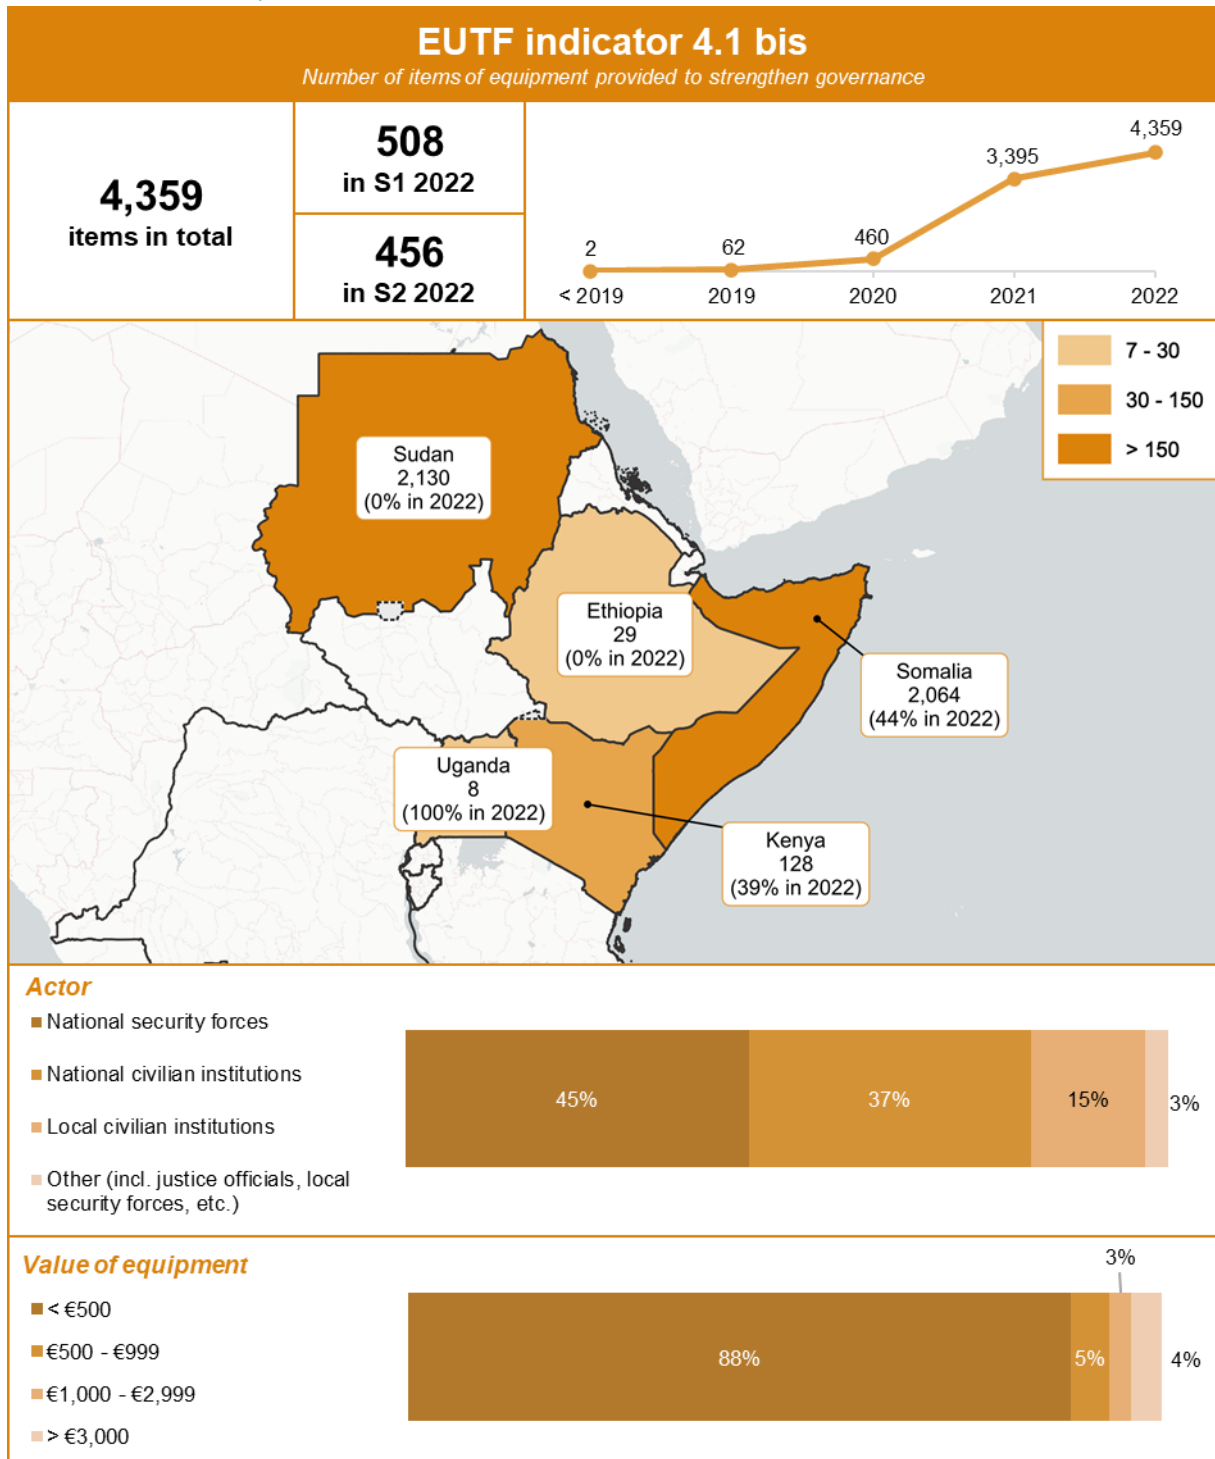 EUTF indicator 4.1 bis
Number of items of equipment provided to strengthen governance
4,359
items in total
508
in S1 2022
456
in S2 2022
2
62
460
3,395
4,359
< 2019
2019
2020
2021
2022
7 - 30
30 - 150
> 150
Sudan
2,130
(0% in 2022)
Ethiopia
29
(0% in 2022)
Somalia
2,064
(44% in 2022)
Uganda
8
(100% in 2022)
Kenya
128
(39% in 2022)
Actor
National security forces
National civilian institutions
Local civilian institutions
Other (incl. justice officials, local
security forces, etc.)
45%
37%
15%
3%
Value of equipment
< €500
€500 - €999
€1,000 - €2,999
> €3,000
88%
5%
3%
4%